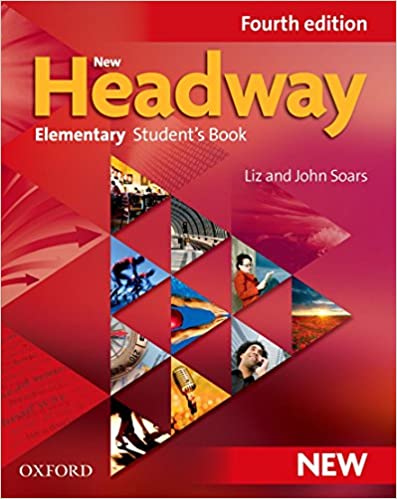 Fourth edition
New
Headway
Elementary Student's Book
Liz and John Soars
OXFORD
NEW